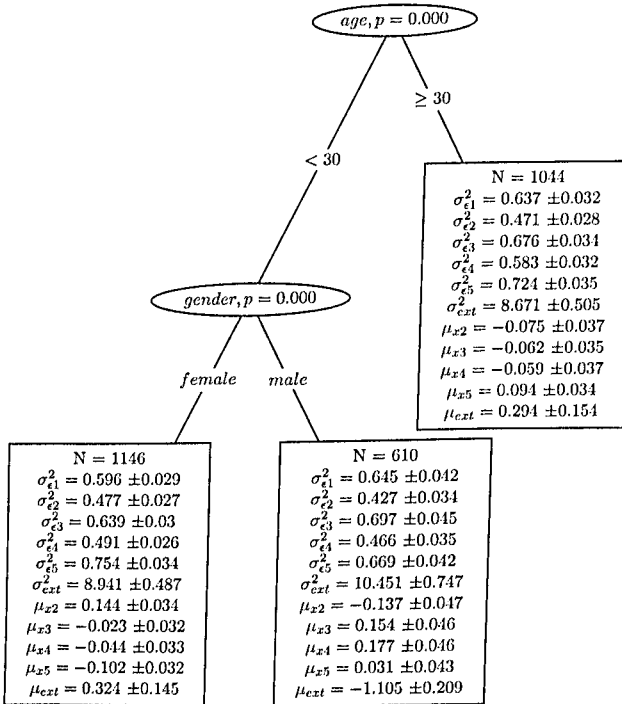 age, p = 0.000
≥ 30
< 30
N = 1044
σ²ϵ1 = 0.637 ±0.032
σ²ϵ2 = 0.471 ±0.028
σ²ϵ3 = 0.676 ±0.034
σ²ϵ4 = 0.583 ±0.032
σ²ϵ5 = 0.724 ±0.035
σ²ext = 8.671 ±0.505
μx2 = −0.075 ±0.037
μx3 = −0.062 ±0.035
μx4 = −0.059 ±0.037
μx5 = 0.094 ±0.034
μext = 0.294 ±0.154
gender, p = 0.000
female male
N = 1146
σ²ϵ1 = 0.596 ±0.029
σ²ϵ2 = 0.477 ±0.027
σ²ϵ3 = 0.639 ±0.03
σ²ϵ4 = 0.491 ±0.026
σ²ϵ5 = 0.754 ±0.034
σ²ext = 8.941 ±0.487
μx2 = 0.144 ±0.034
μx3 = −0.023 ±0.032
μx4 = −0.044 ±0.033
μx5 = −0.102 ±0.032
μext = 0.324 ±0.145
N = 610
σ²ϵ1 = 0.645 ±0.042
σ²ϵ2 = 0.427 ±0.034
σ²ϵ3 = 0.697 ±0.045
σ²ϵ4 = 0.466 ±0.035
σ²ϵ5 = 0.669 ±0.042
σ²ext = 10.451 ±0.747
μx2 = −0.137 ±0.047
μx3 = 0.154 ±0.046
μx4 = 0.177 ±0.046
μx5 = 0.031 ±0.043
μext = −1.105 ±0.209